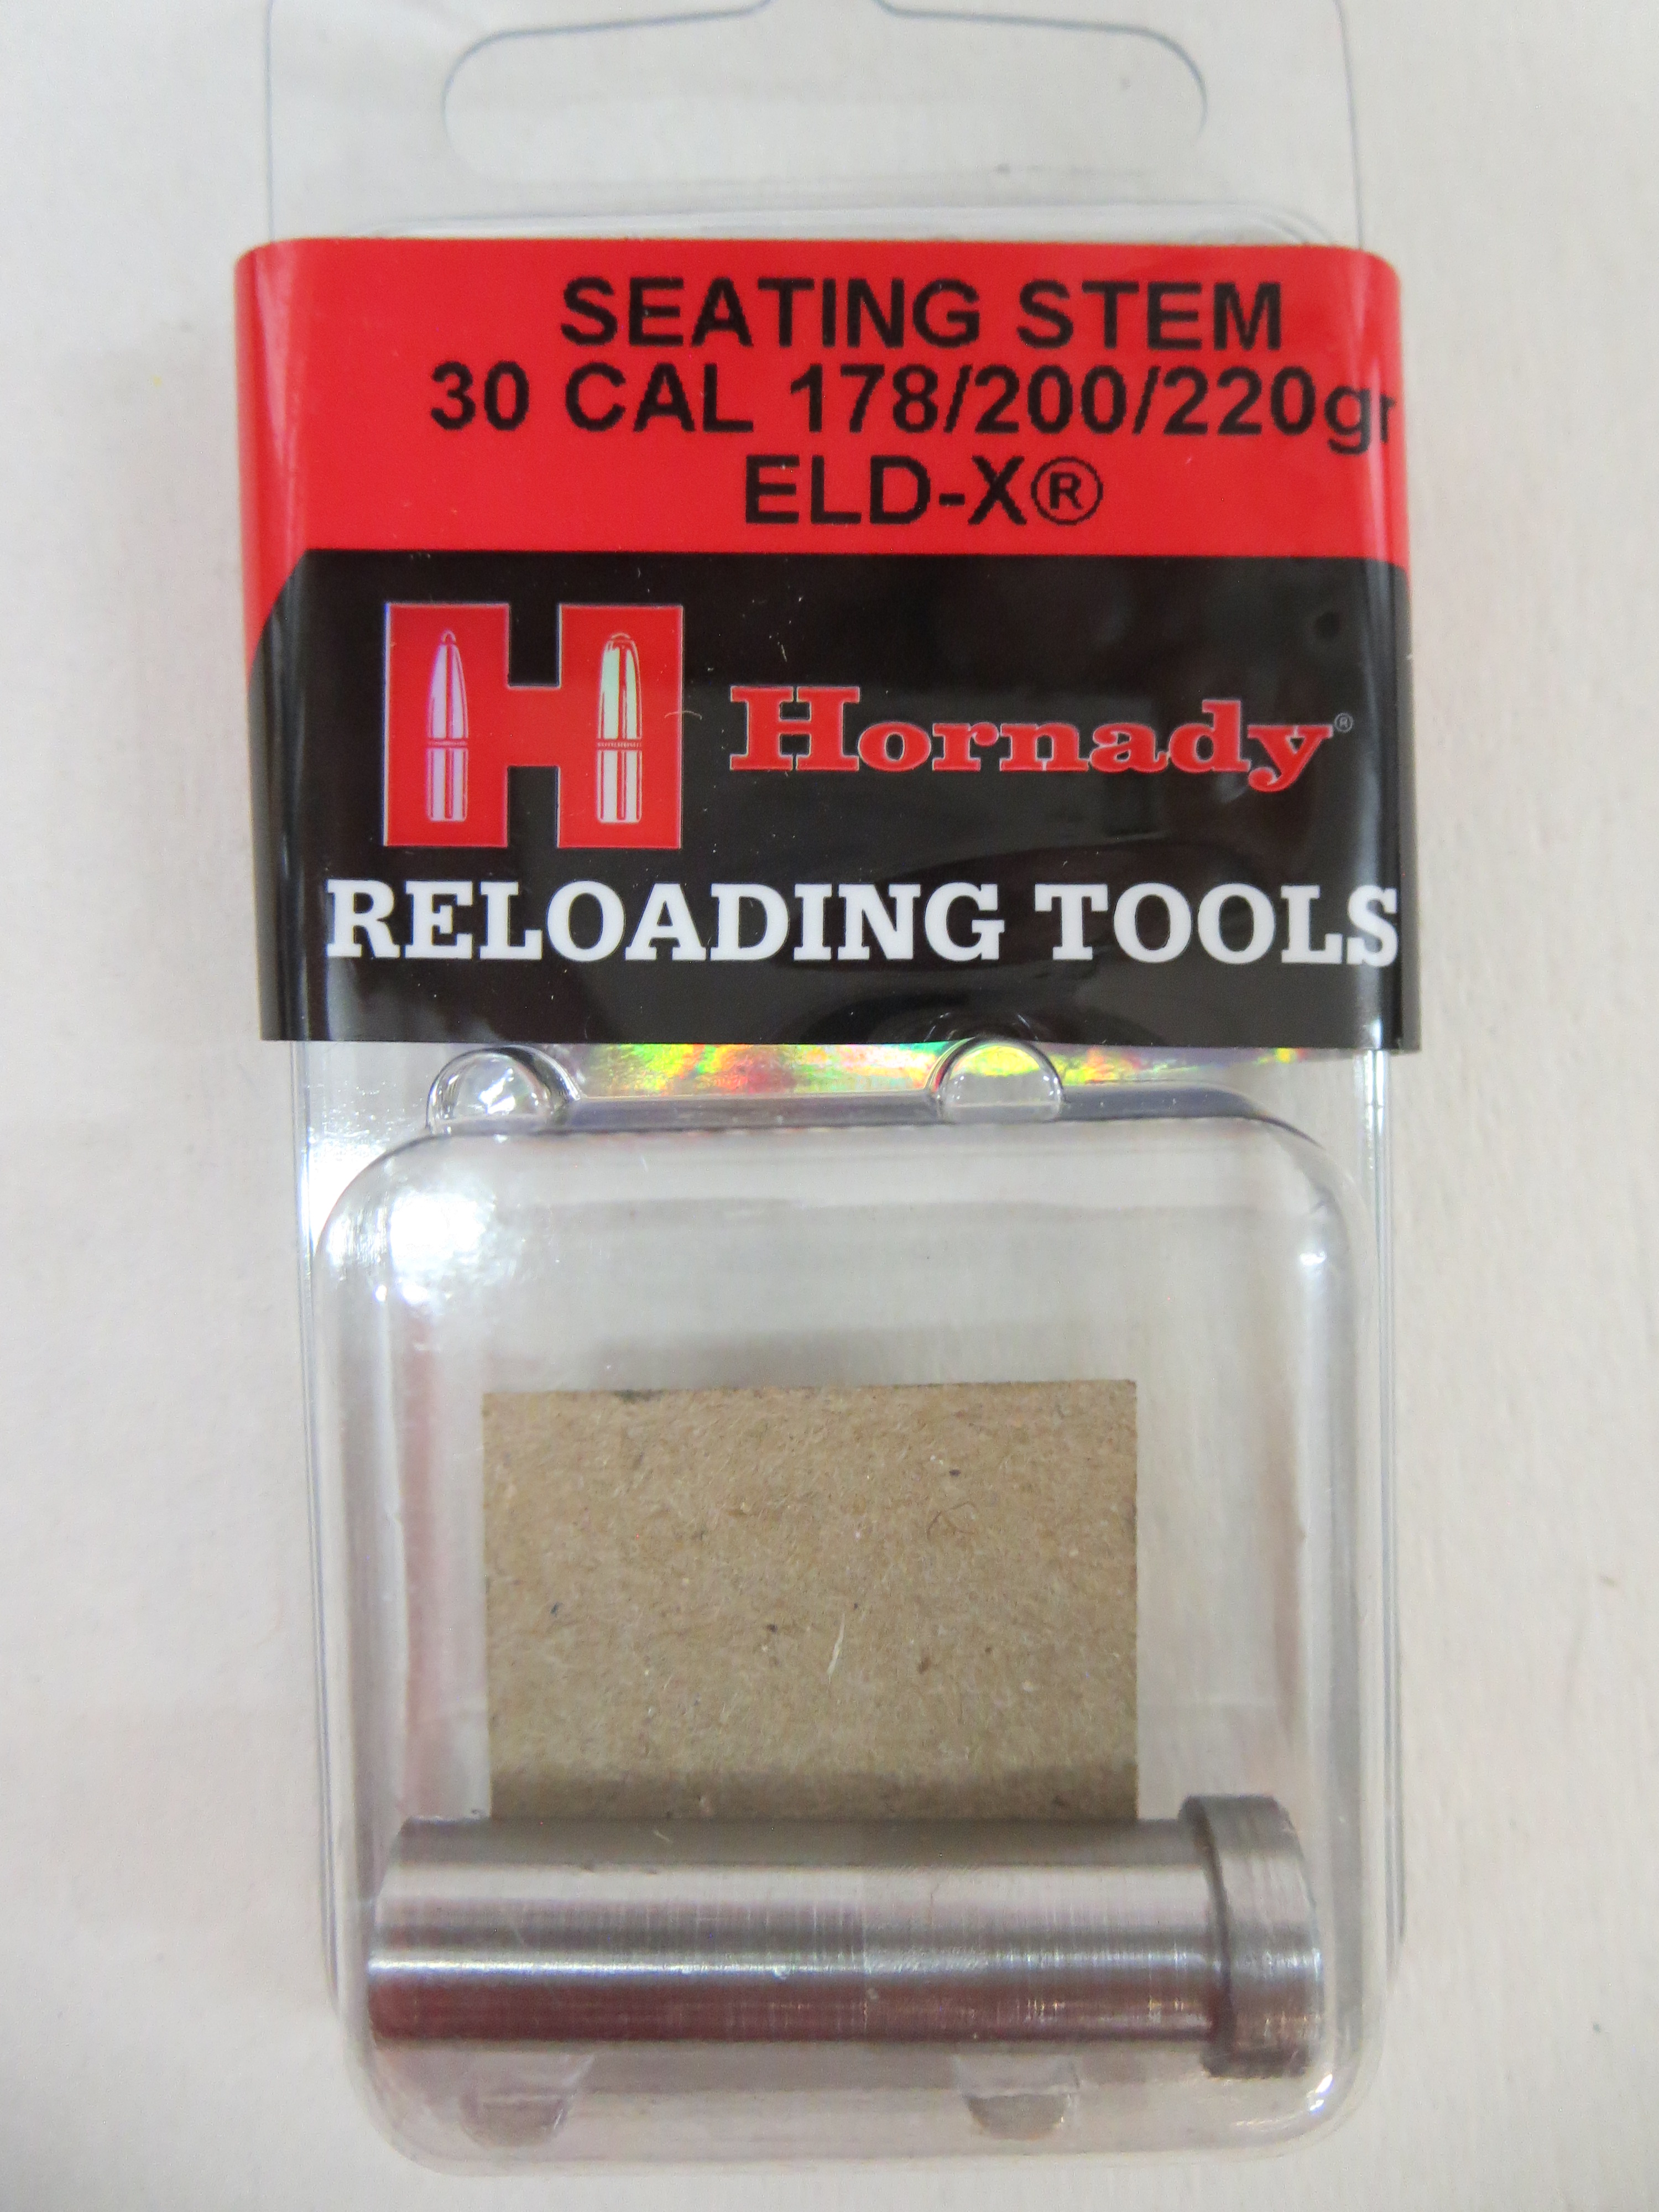 SEATING STEM
30 CAL 178/200/220gr
ELD-X®
H Hornady®
RELOADING TOOLS